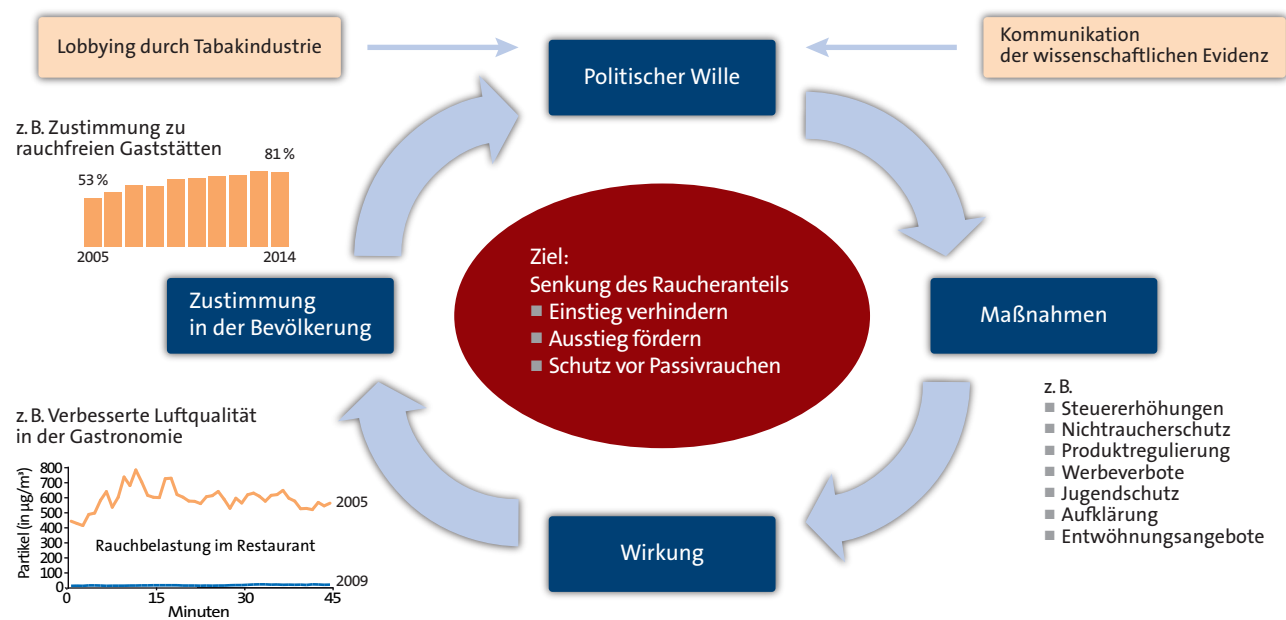 Lobbying durch Tabakindustrie
Politischer Wille
Kommunikation
der wissenschaftlichen Evidenz
z. B. Zustimmung zu
rauchfreien Gaststätten
53 %
81 %
2005
2014
Zustimmung
in der Bevölkerung
Ziel:
Senkung des Raucheranteils
Einstieg verhindern
Ausstieg fördern
Schutz vor Passivrauchen
Maßnahmen
z. B.
Steuererhöhungen
Nichtraucherschutz
Produktregulierung
Werbeverbote
Jugendschutz
Aufklärung
Entwöhnungsangebote
Wirkung
z. B. Verbesserte Luftqualität
in der Gastronomie
Partikel (in µg/m³)
800
700
600
500
400
300
200
100
0
2005
Rauchbelastung im Restaurant
2009
0
15
30
45
Minuten